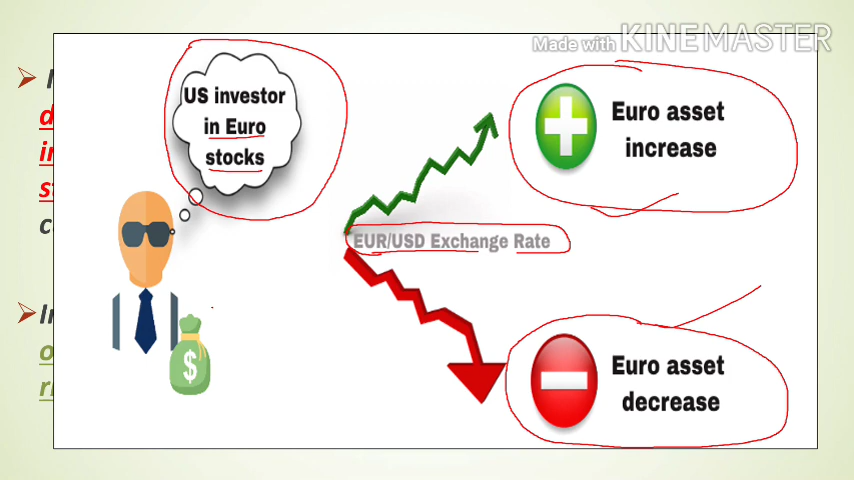 Made with KINEMASTER
US investor
in Euro
stocks
Euro asset
increase
EUR/USD Exchange Rate
$
Euro asset
decrease